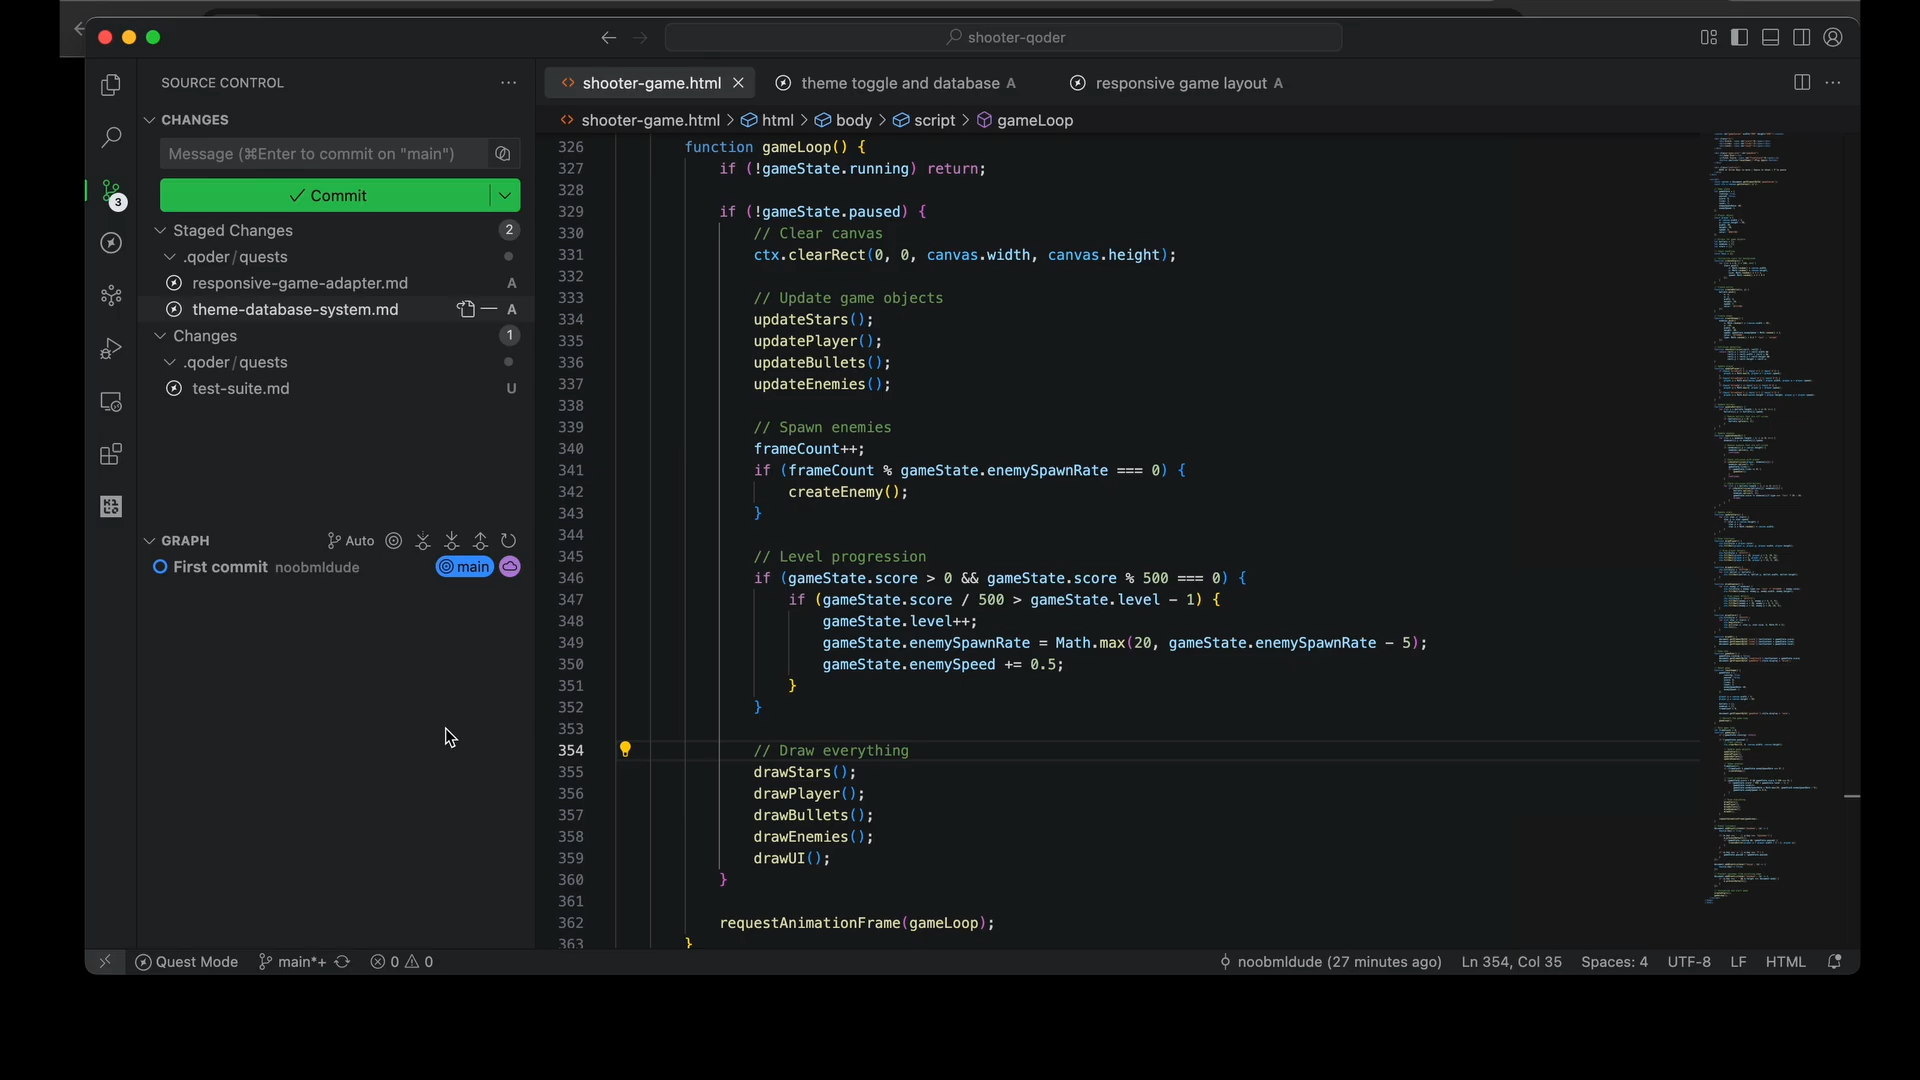 shooter-qoder
SOURCE CONTROL
CHANGES
Message (⌘Enter to commit on "main")
Commit
3
Staged Changes 2
.qoder / quests
responsive-game-adapter.md A
theme-database-system.md A
Changes 1
.qoder / quests
test-suite.md U
GRAPH
Auto
First commit noobmldude main
shooter-game.html
theme toggle and database A
responsive game layout A
shooter-game.html > html > body > script > gameLoop
326 function gameLoop() {
327 if (!gameState.running) return;
328
329 if (!gameState.paused) {
330 // Clear canvas
331 ctx.clearRect(0, 0, canvas.width, canvas.height);
332
333 // Update game objects
334 updateStars();
335 updatePlayer();
336 updateBullets();
337 updateEnemies();
338
339 // Spawn enemies
340 frameCount++;
341 if (frameCount % gameState.enemySpawnRate === 0) {
342 createEnemy();
343 }
344
345 // Level progression
346 if (gameState.score > 0 && gameState.score % 500 === 0) {
347 if (gameState.score / 500 > gameState.level - 1) {
348 gameState.level++;
349 gameState.enemySpawnRate = Math.max(20, gameState.enemySpawnRate - 5);
350 gameState.enemySpeed += 0.5;
351 }
352 }
353
354 // Draw everything
355 drawStars();
356 drawPlayer();
357 drawBullets();
358 drawEnemies();
359 drawUI();
360 }
361
362 requestAnimationFrame(gameLoop);
363 }
Quest Mode
main*+
0 0
noobmldude (27 minutes ago)
Ln 354, Col 35
Spaces: 4
UTF-8
LF
HTML